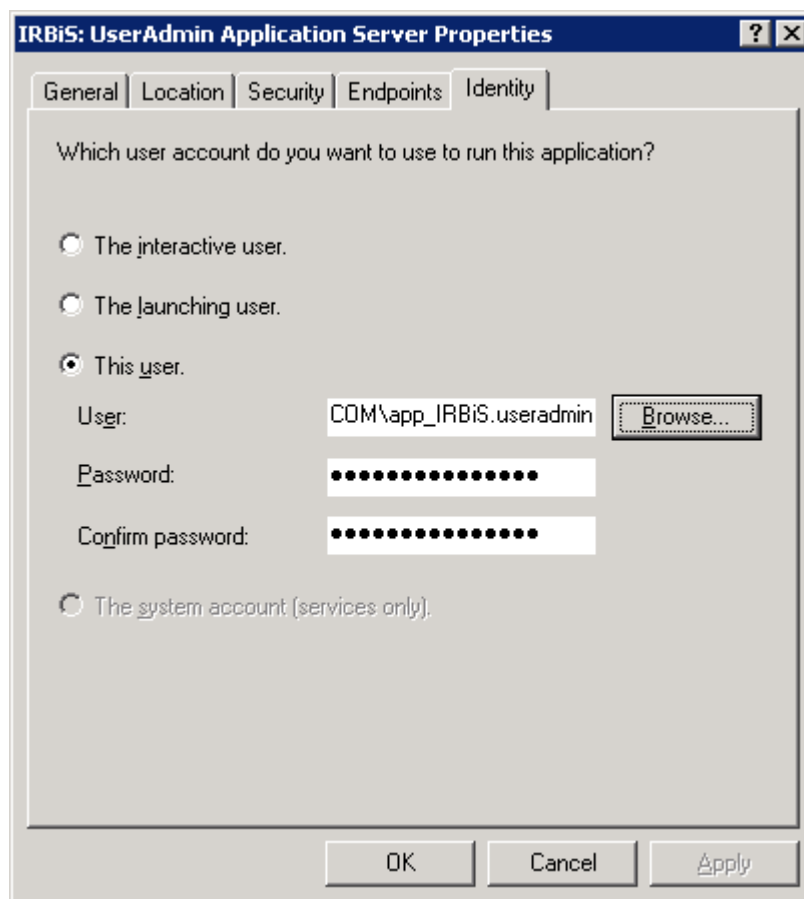 IRBiS: UserAdmin Application Server Properties
General Location Security Endpoints Identity
Which user account do you want to use to run this application?
The interactive user.
The launching user.
This user.
User: COM\app_IRBiS.useradmin Browse...
Password: ●●●●●●●●●●●●●●●
Confirm password: ●●●●●●●●●●●●●●●
The system account (services only).
OK Cancel Apply